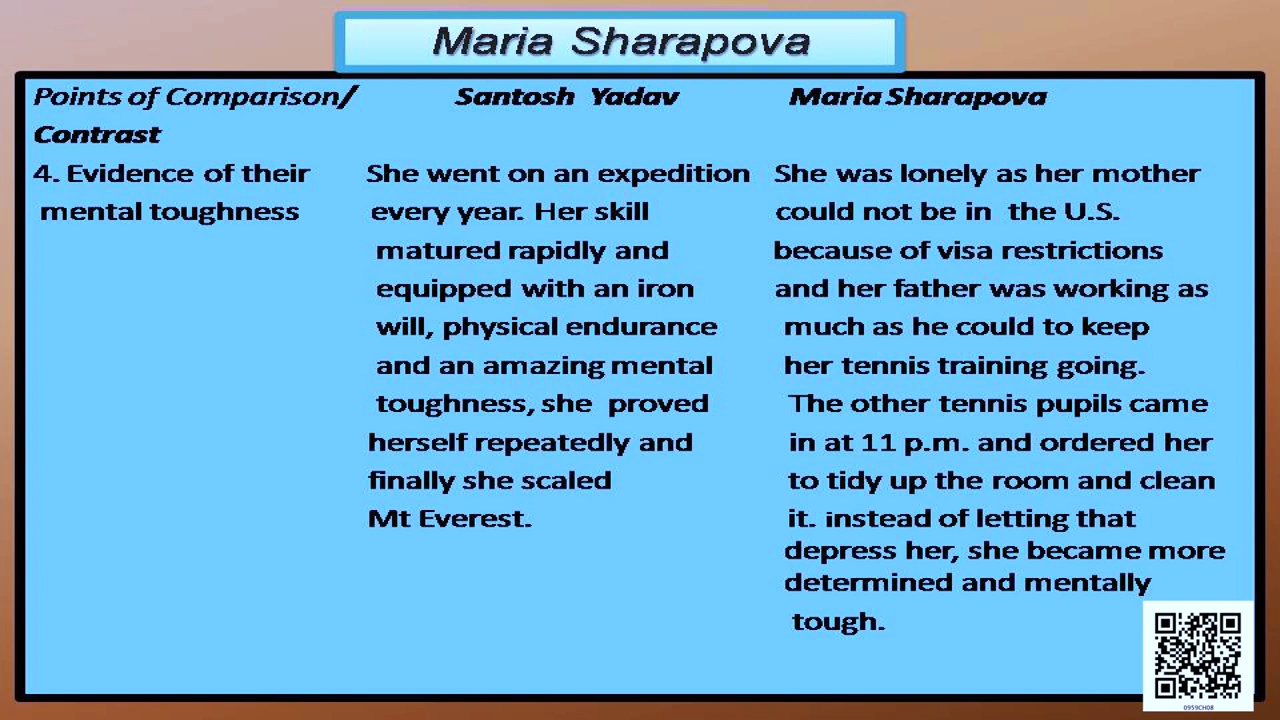 Maria Sharapova
Points of Comparison/ Santosh Yadav Maria Sharapova
Contrast
4. Evidence of their She went on an expedition She was lonely as her mother
mental toughness every year. Her skill could not be in the U.S.
matured rapidly and because of visa restrictions
equipped with an iron and her father was working as
will, physical endurance much as he could to keep
and an amazing mental her tennis training going.
toughness, she proved The other tennis pupils came
herself repeatedly and in at 11 p.m. and ordered her
finally she scaled to tidy up the room and clean
Mt Everest. it. instead of letting that
depress her, she became more
determined and mentally
tough.
0959CH08